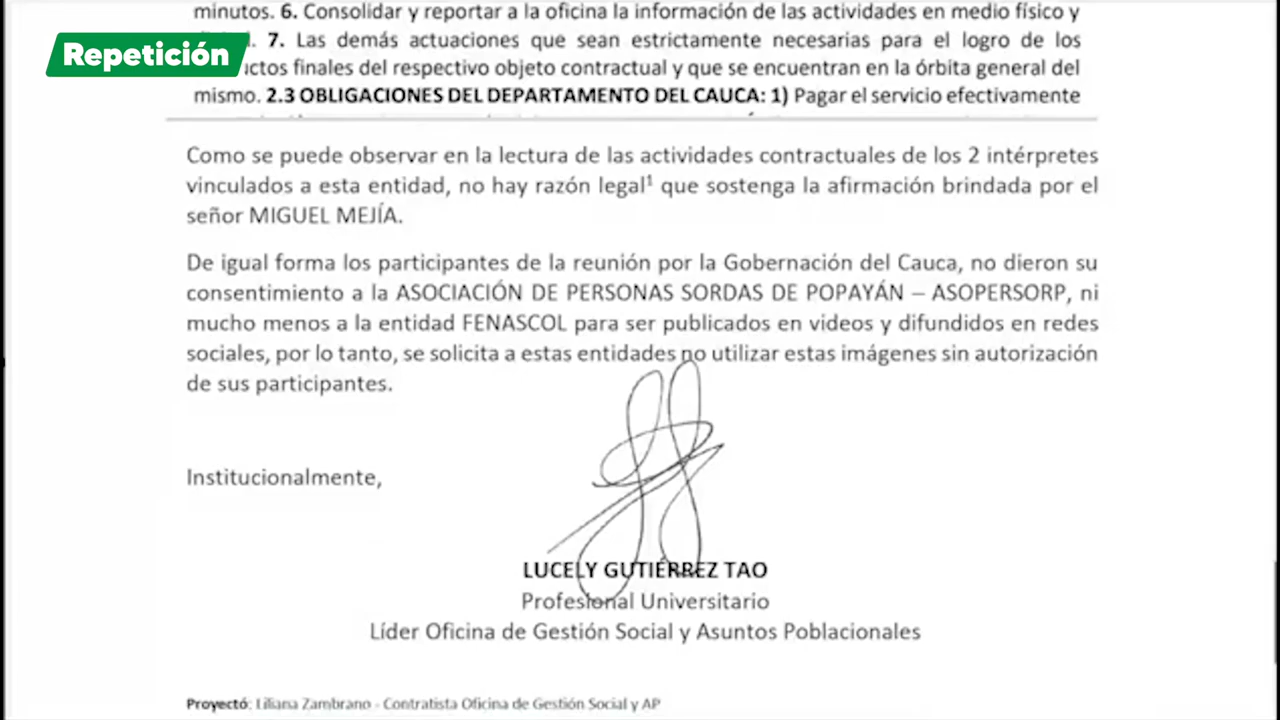 minutos. 6. Consolidar y reportar a la oficina la información de las actividades en medio físico y
Repetición
7. Las demás actuaciones que sean estrictamente necesarias para el logro de los
finales del respectivo objeto contractual y que se encuentran en la órbita general del
mismo. 2.3 OBLIGACIONES DEL DEPARTAMENTO DEL CAUCA: 1) Pagar el servicio efectivamente
Como se puede observar en la lectura de las actividades contractuales de los 2 intérpretes
vinculados a esta entidad, no hay razón legal¹ que sostenga la afirmación brindada por el
señor MIGUEL MEJÍA.
De igual forma los participantes de la reunión por la Gobernación del Cauca, no dieron su
consentimiento a la ASOCIACIÓN DE PERSONAS SORDAS DE POPAYÁN – ASOPERSORP, ni
mucho menos a la entidad FENASCOL para ser publicados en videos y difundidos en redes
sociales, por lo tanto, se solicita a estas entidades no utilizar estas imágenes sin autorización
de sus participantes.
Institucionalmente,
LUCELY GUTIÉRREZ TAO
Profesional Universitario
Líder Oficina de Gestión Social y Asuntos Poblacionales
Proyectó: Liliana Zambrano - Contratista Oficina de Gestión Social y AP